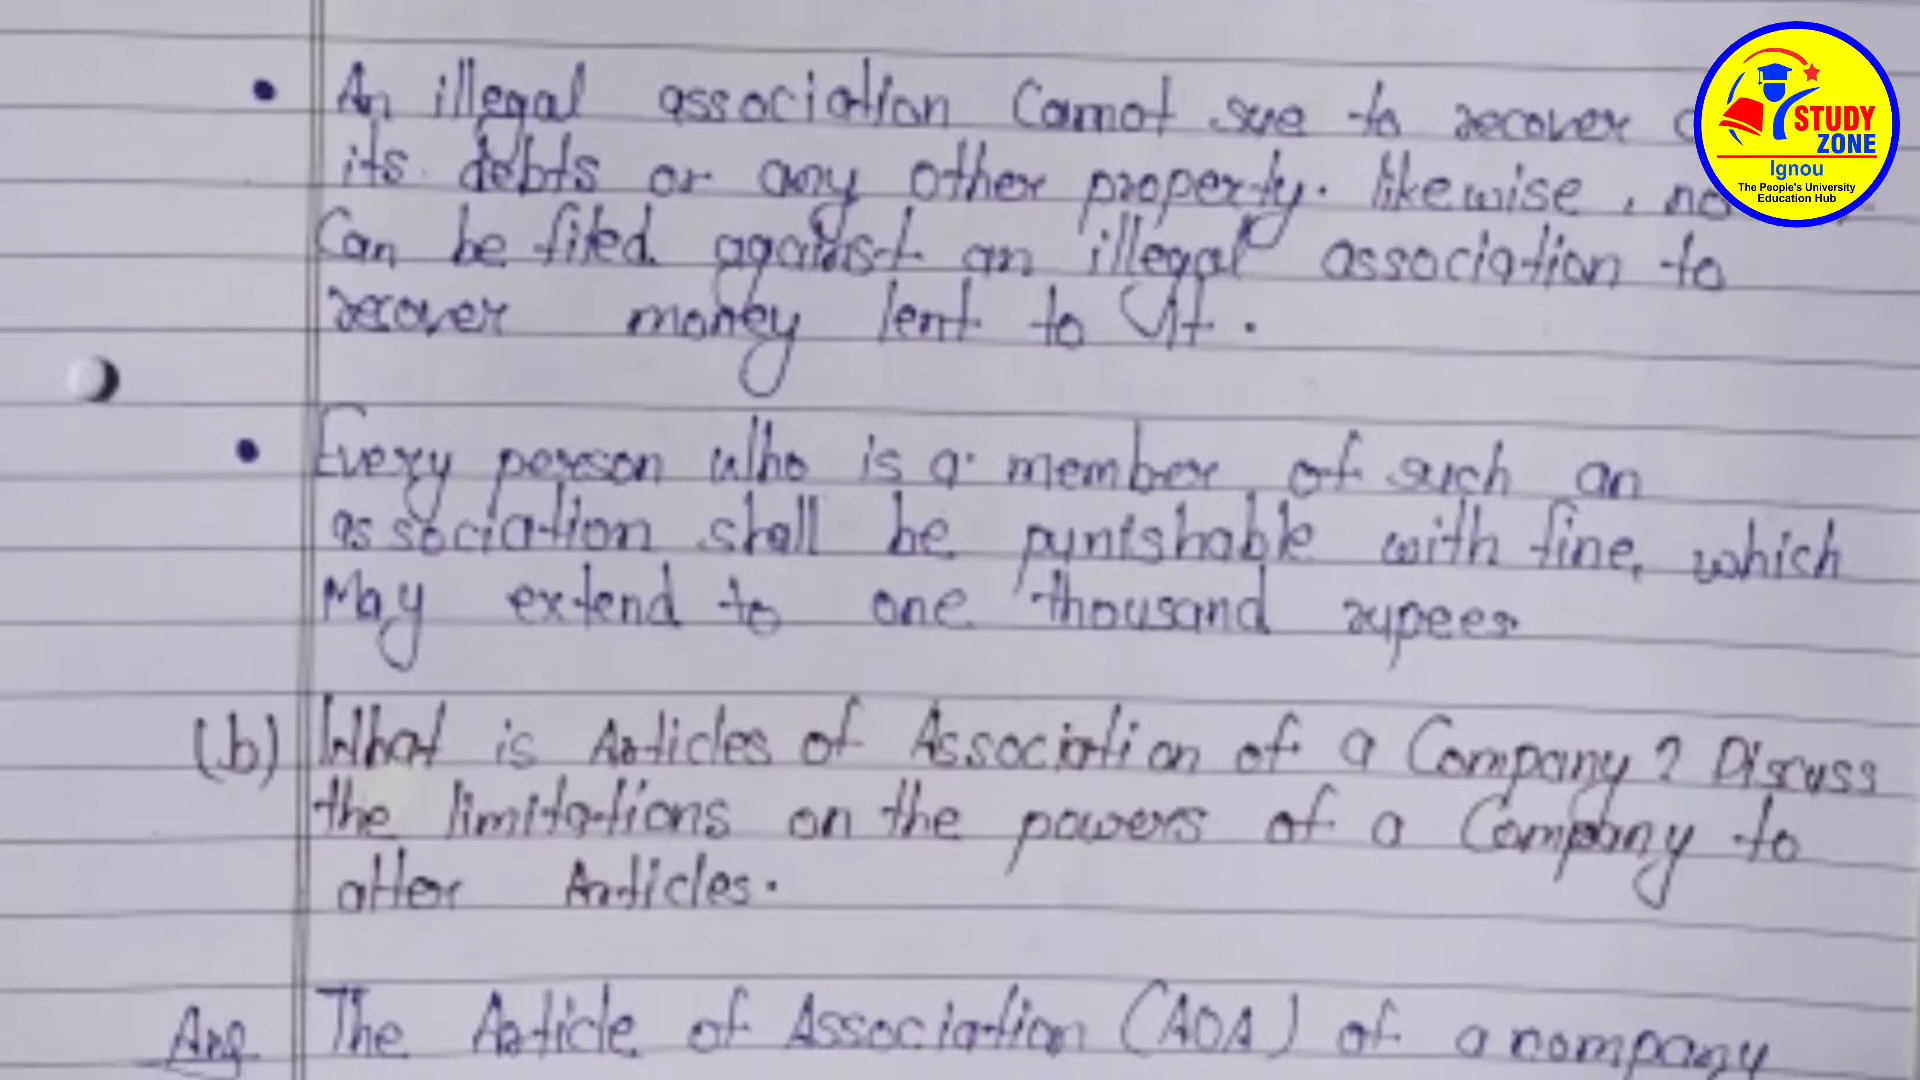 • An illegal association Cannot sue to recover
its debts or any other property. likewise, no
Can be filed against an illegal association to
recover money lent to it.
• Every person who is a member of such an
association shall be punishable with fine, which
May extend to one thousand rupees
(b) What is Articles of Association of a Company? Discuss
the limitations on the powers of a Company to
alter Articles.
Ans The Article of Association (AOA) of a company
STUDY
ZONE
Ignou
The People's University
Education Hub